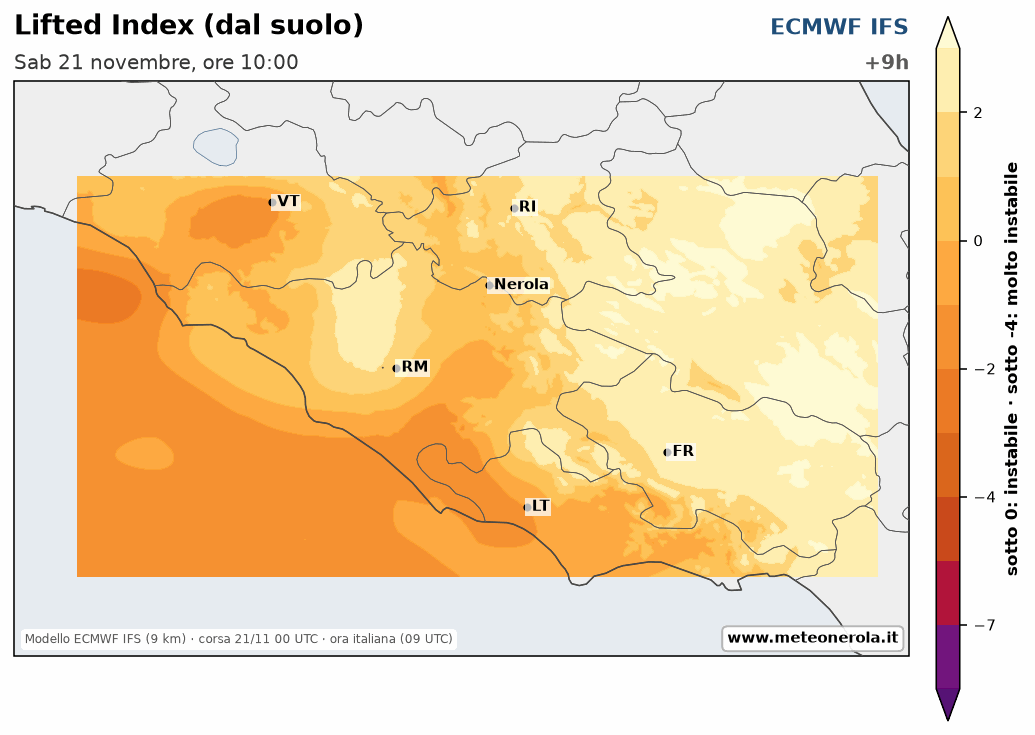 Lifted Index (dal suolo)
ECMWF IFS
Sab 21 novembre, ore 10:00
+9h
VT
RI
Nerola
RM
FR
LT
2
0
−2
−4
−7
sotto 0: instabile · sotto -4: molto instabile
Modello ECMWF IFS (9 km) · corsa 21/11 00 UTC · ora italiana (09 UTC)
www.meteonerola.it